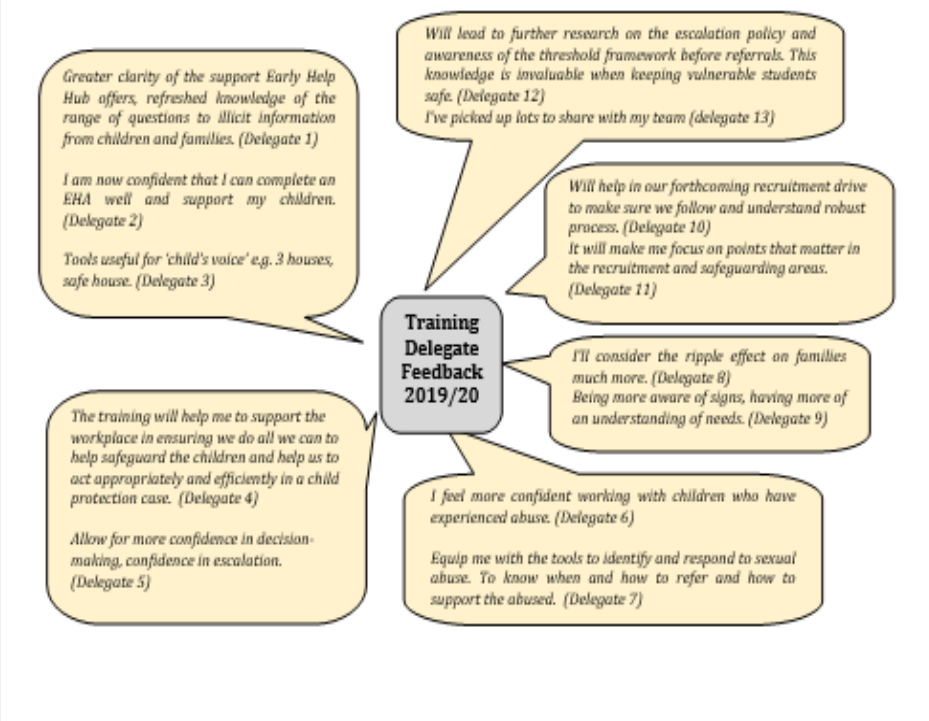 Greater clarity of the support Early Help
Hub offers, refreshed knowledge of the
range of questions to illicit information
from children and families. (Delegate 1)
I am now confident that I can complete an
EHA well and support my children.
(Delegate 2)
Tools useful for 'child's voice' e.g. 3 houses,
safe house. (Delegate 3)
Will lead to further research on the escalation policy and
awareness of the threshold framework before referrals. This
knowledge is invaluable when keeping vulnerable students
safe. (Delegate 12)
I've picked up lots to share with my team (delegate 13)
Will help in our forthcoming recruitment drive
to make sure we follow and understand robust
process. (Delegate 10)
It will make me focus on points that matter in
the recruitment and safeguarding areas.
(Delegate 11)
Training
Delegate
Feedback
2019/20
I'll consider the ripple effect on families
much more. (Delegate 8)
Being more aware of signs, having more of
an understanding of needs. (Delegate 9)
The training will help me to support the
workplace in ensuring we do all we can to
help safeguard the children and help us to
act appropriately and efficiently in a child
protection case. (Delegate 4)
Allow for more confidence in decision-
making, confidence in escalation.
(Delegate 5)
I feel more confident working with children who have
experienced abuse. (Delegate 6)
Equip me with the tools to identify and respond to sexual
abuse. To know when and how to refer and how to
support the abused. (Delegate 7)